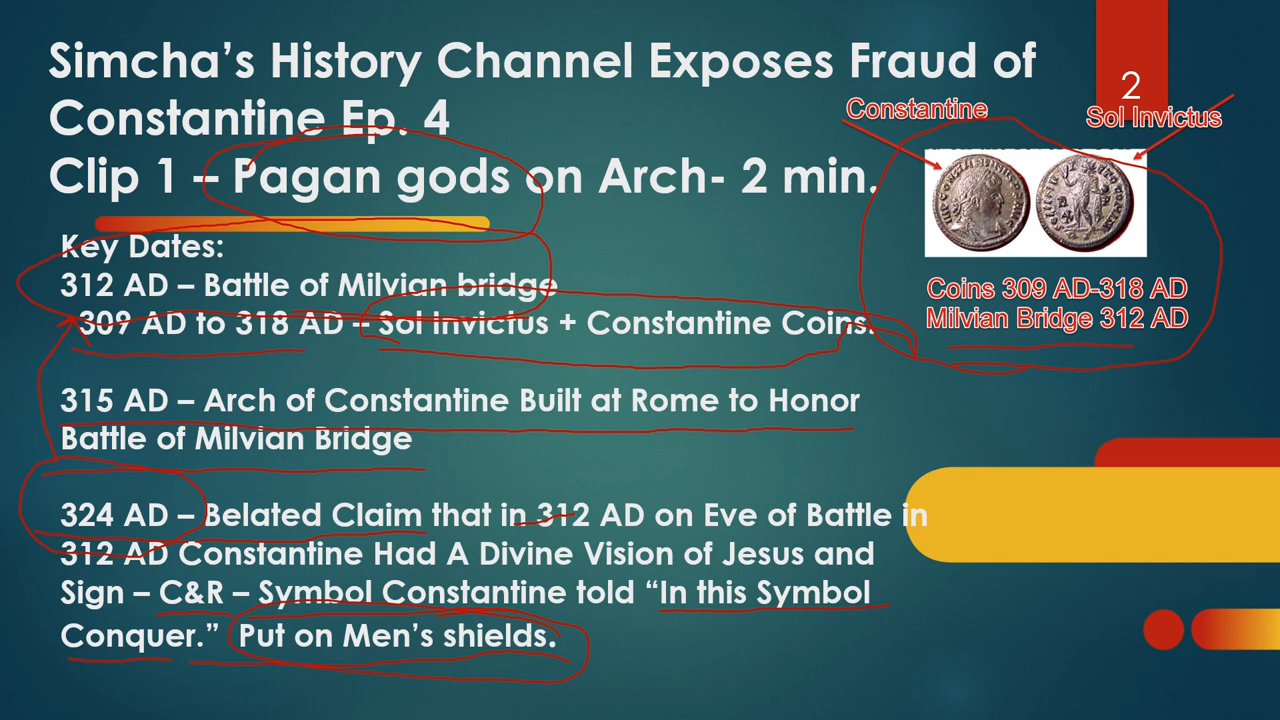 Simcha’s History Channel Exposes Fraud of
Constantine Ep. 4
Clip 1 – Pagan gods on Arch- 2 min.
2
Constantine
Sol Invictus
Coins 309 AD-318 AD
Milvian Bridge 312 AD
Key Dates:
312 AD – Battle of Milvian bridge
309 AD to 318 AD – Sol Invictus + Constantine Coins.
315 AD – Arch of Constantine Built at Rome to Honor
Battle of Milvian Bridge
324 AD – Belated Claim that in 312 AD on Eve of Battle in
312 AD Constantine Had A Divine Vision of Jesus and
Sign – C&R – Symbol Constantine told “In this Symbol
Conquer.” Put on Men’s shields.